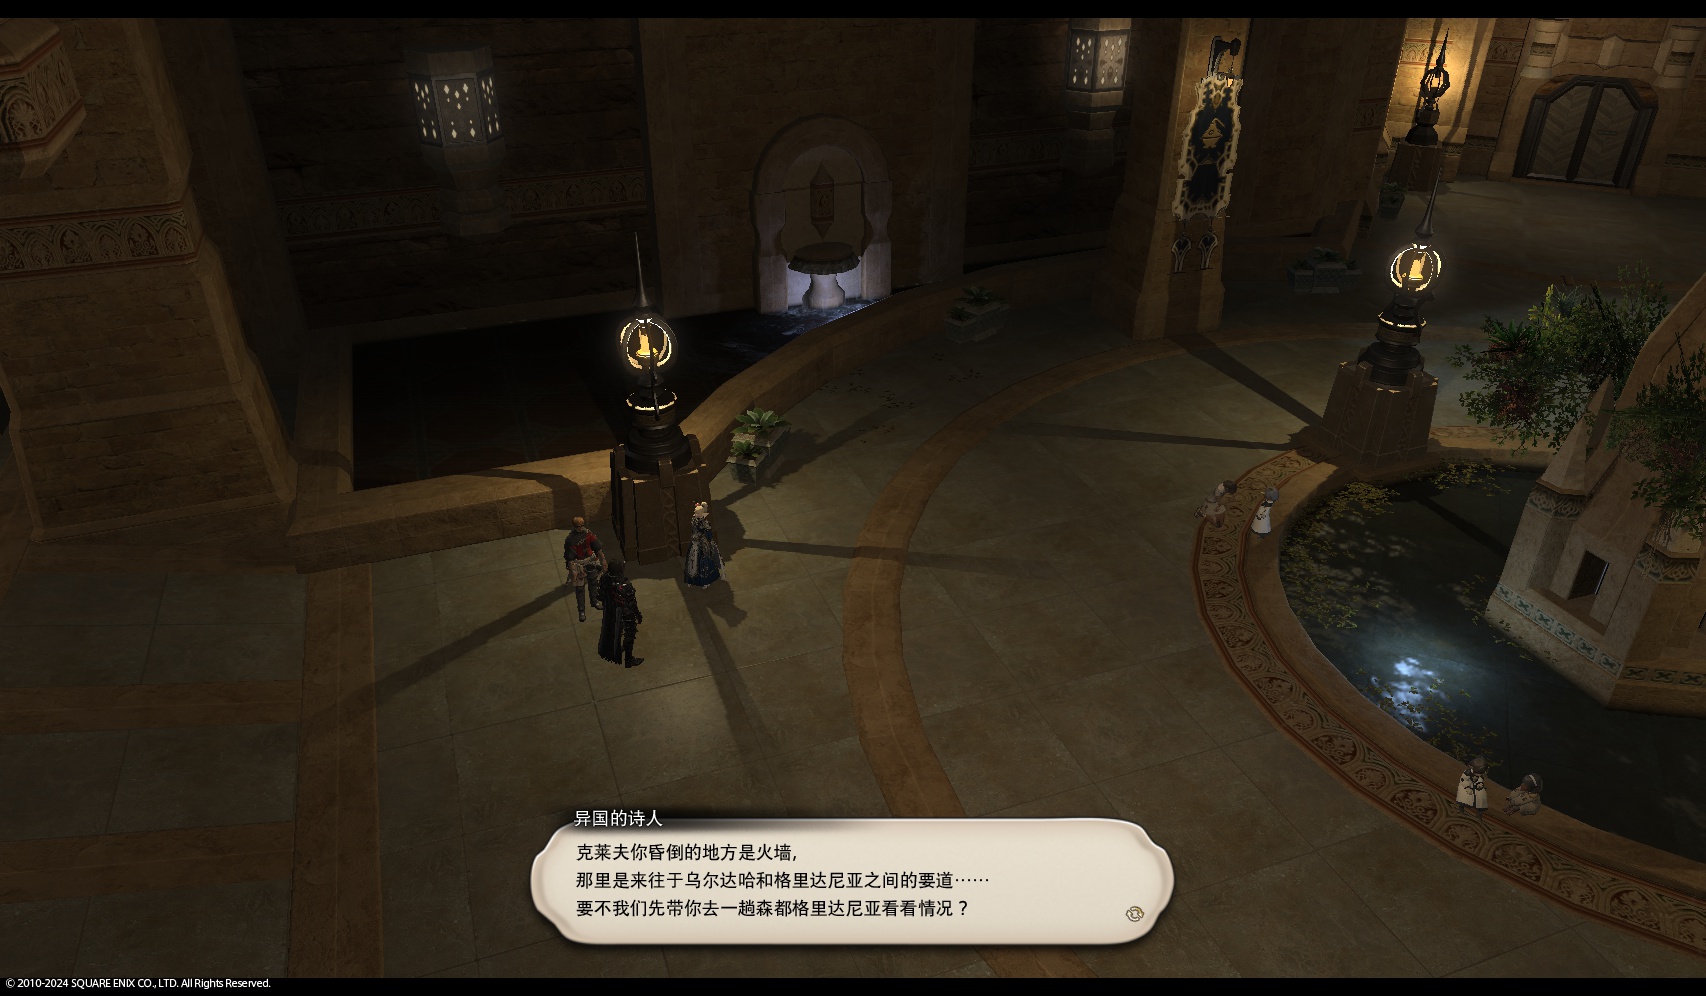 异国的诗人
克莱夫你昏倒的地方是火墙，
那里是来往于乌尔达哈和格里达尼亚之间的要道……
要不我们先带你去一趟森都格里达尼亚看看情况？
© 2010-2024 SQUARE ENIX CO., LTD. All Rights Reserved.